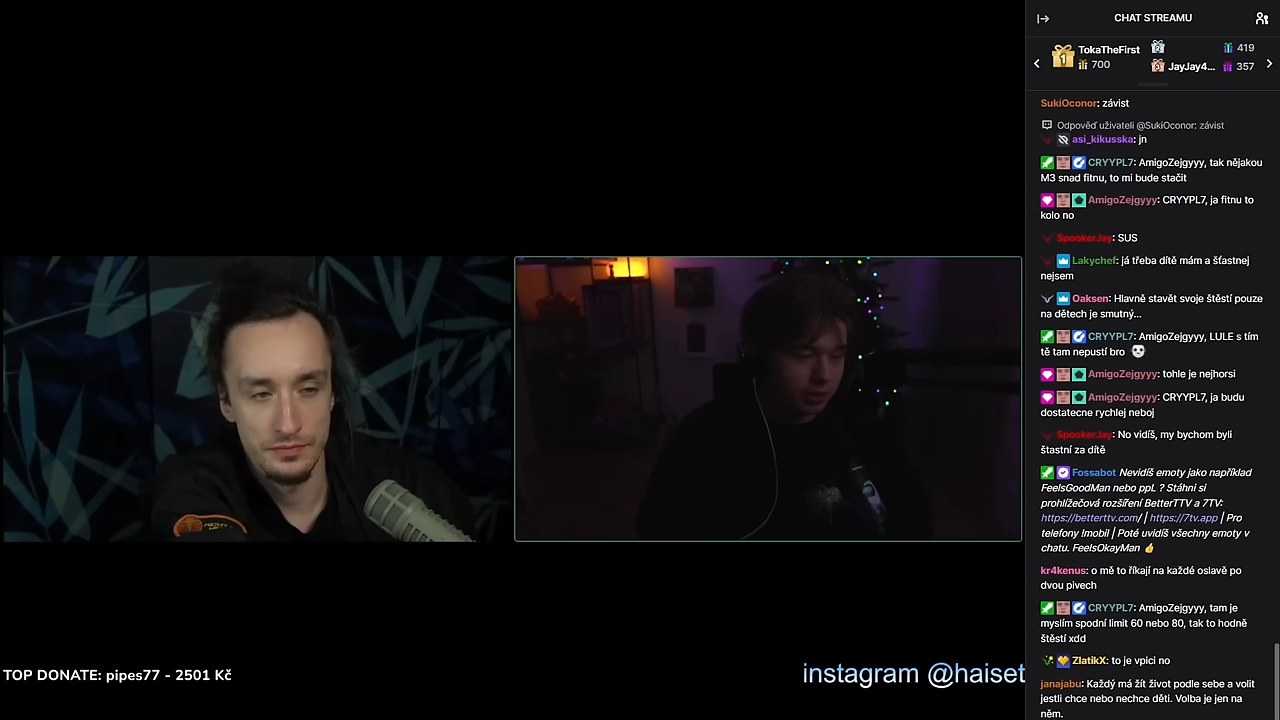 CHAT STREAMU
TokaTheFirst
700
2
419
3 JayJay4... 357
1
SukiOconor: závist
Odpověď uživateli @SukiOconor: závist
asi_kikusska: jn
CRYYPL7: AmigoZejgyyy, tak nějakou
M3 snad fitnu, to mi bude stačit
AmigoZejgyyy: CRYYPL7, ja fitnu to
kolo no
SpookerJay: SUS
Lakychef: já třeba dítě mám a šťastnej
nejsem
Oaksen: Hlavně stavět svoje štěstí pouze
na dětech je smutný...
CRYYPL7: AmigoZejgyyy, LULE s tím
tě tam nepustí bro
AmigoZejgyyy: tohle je nejhorsi
AmigoZejgyyy: CRYYPL7, ja budu
dostatecne rychlej neboj
SpookerJay: No vidíš, my bychom byli
štastní za dítě
Fossabot Nevidíš emoty jako například
FeelsGoodMan nebo ppL ? Stáhni si
prohlížečová rozšíření BetterTTV a 7TV:
https://betterttv.com/ | https://7tv.app | Pro
telefony Imobil | Poté uvidíš všechny emoty v
chatu. FeelsOkayMan 👍
kr4kenus: o mě to říkají na každé oslavě po
dvou pivech
CRYYPL7: AmigoZejgyyy, tam je
myslím spodní limit 60 nebo 80, tak to hodně
štěstí xdd
ZlatikX: to je vpici no
janajabu: Každý má žít život podle sebe a volit
jestli chce nebo nechce děti. Volba je jen na
něm.
TOP DONATE: pipes77 - 2501 Kč
instagram @haiset